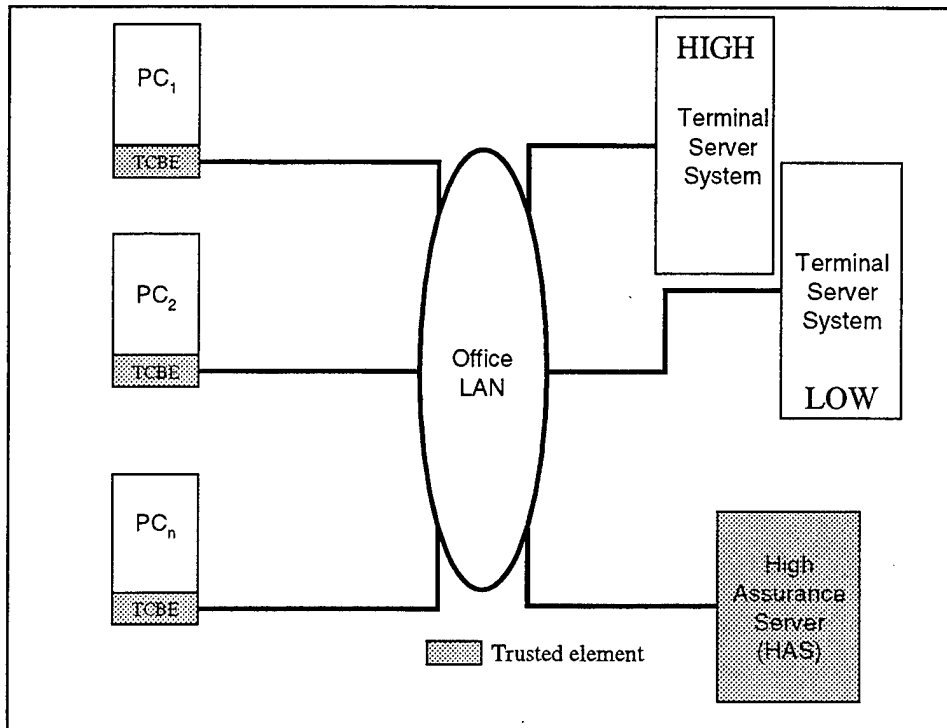 PC1
TCBE
PC2
TCBE
PCn
TCBE
Office
LAN
HIGH
Terminal
Server
System
Terminal
Server
System
LOW
High
Assurance
Server
(HAS)
Trusted element